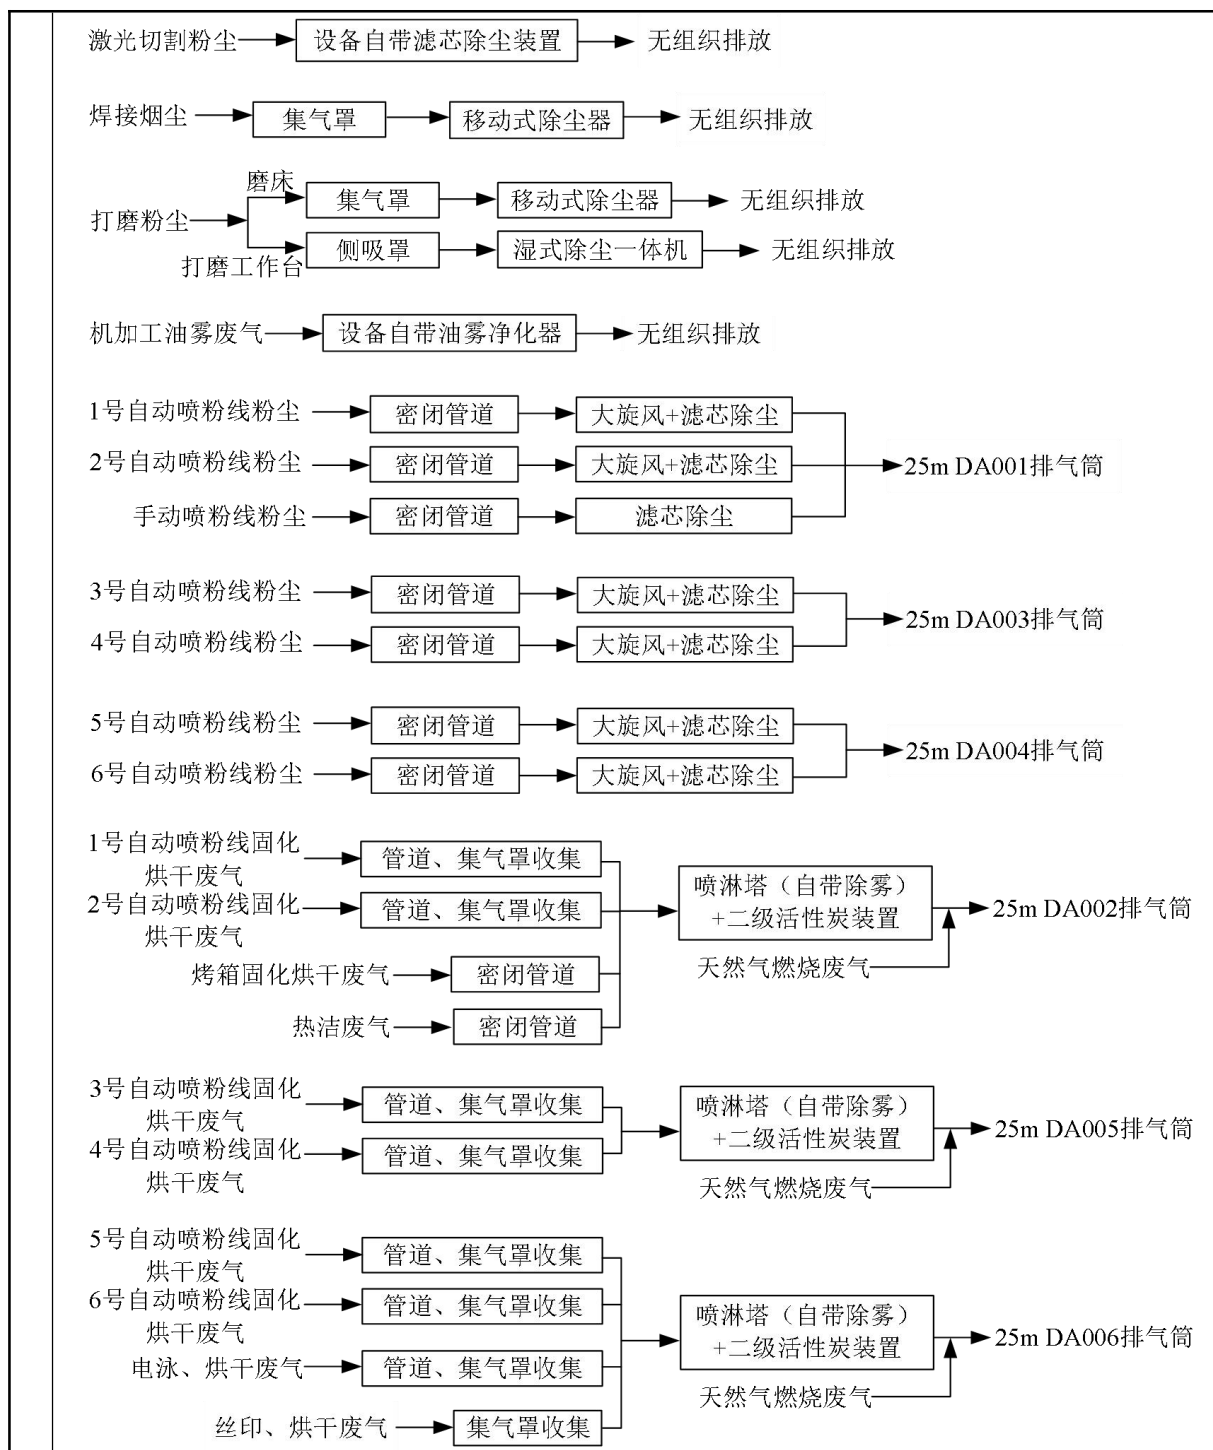 激光切割粉尘 设备自带滤芯除尘装置 无组织排放
焊接烟尘 集气罩 移动式除尘器 无组织排放
磨床 集气罩 移动式除尘器 无组织排放
打磨粉尘
打磨工作台 侧吸罩 湿式除尘一体机 无组织排放
机加工油雾废气 设备自带油雾净化器 无组织排放
1号自动喷粉线粉尘 密闭管道 大旋风+滤芯除尘
2号自动喷粉线粉尘 密闭管道 大旋风+滤芯除尘 25m DA001排气筒
手动喷粉线粉尘 密闭管道 滤芯除尘
3号自动喷粉线粉尘 密闭管道 大旋风+滤芯除尘
25m DA003排气筒
4号自动喷粉线粉尘 密闭管道 大旋风+滤芯除尘
5号自动喷粉线粉尘 密闭管道 大旋风+滤芯除尘
25m DA004排气筒
6号自动喷粉线粉尘 密闭管道 大旋风+滤芯除尘
1号自动喷粉线固化
烘干废气 管道、集气罩收集
2号自动喷粉线固化
烘干废气 管道、集气罩收集
喷淋塔（自带除雾）
+二级活性炭装置 25m DA002排气筒
烤箱固化烘干废气 密闭管道 天然气燃烧废气
热洁废气 密闭管道
3号自动喷粉线固化
烘干废气 管道、集气罩收集
4号自动喷粉线固化
烘干废气 管道、集气罩收集
喷淋塔（自带除雾）
+二级活性炭装置 25m DA005排气筒
天然气燃烧废气
5号自动喷粉线固化
烘干废气 管道、集气罩收集
6号自动喷粉线固化
烘干废气 管道、集气罩收集
喷淋塔（自带除雾）
+二级活性炭装置 25m DA006排气筒
电泳、烘干废气 管道、集气罩收集
天然气燃烧废气
丝印、烘干废气 集气罩收集